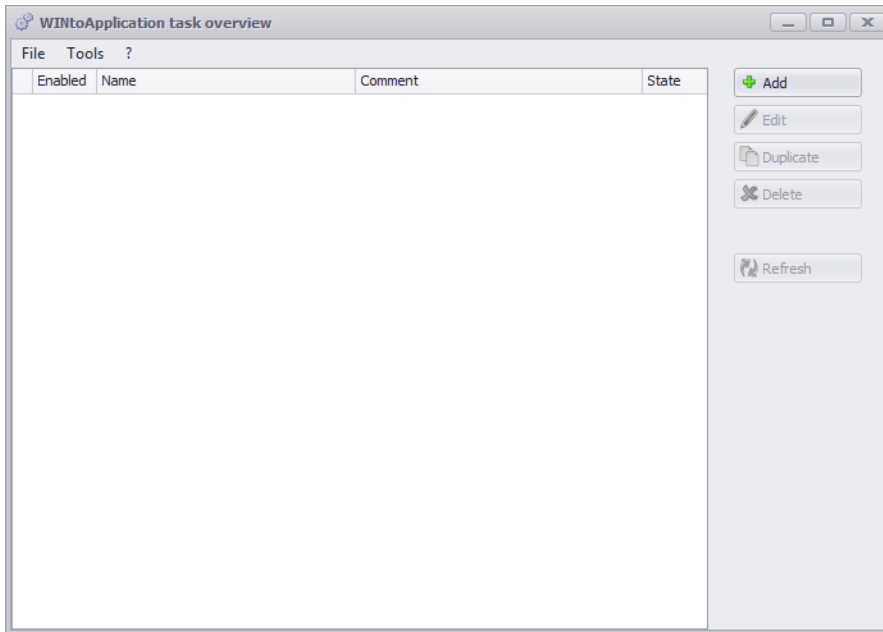 WINtoApplication task overview
File Tools ?
Enabled Name Comment State
Add
Edit
Duplicate
Delete
Refresh